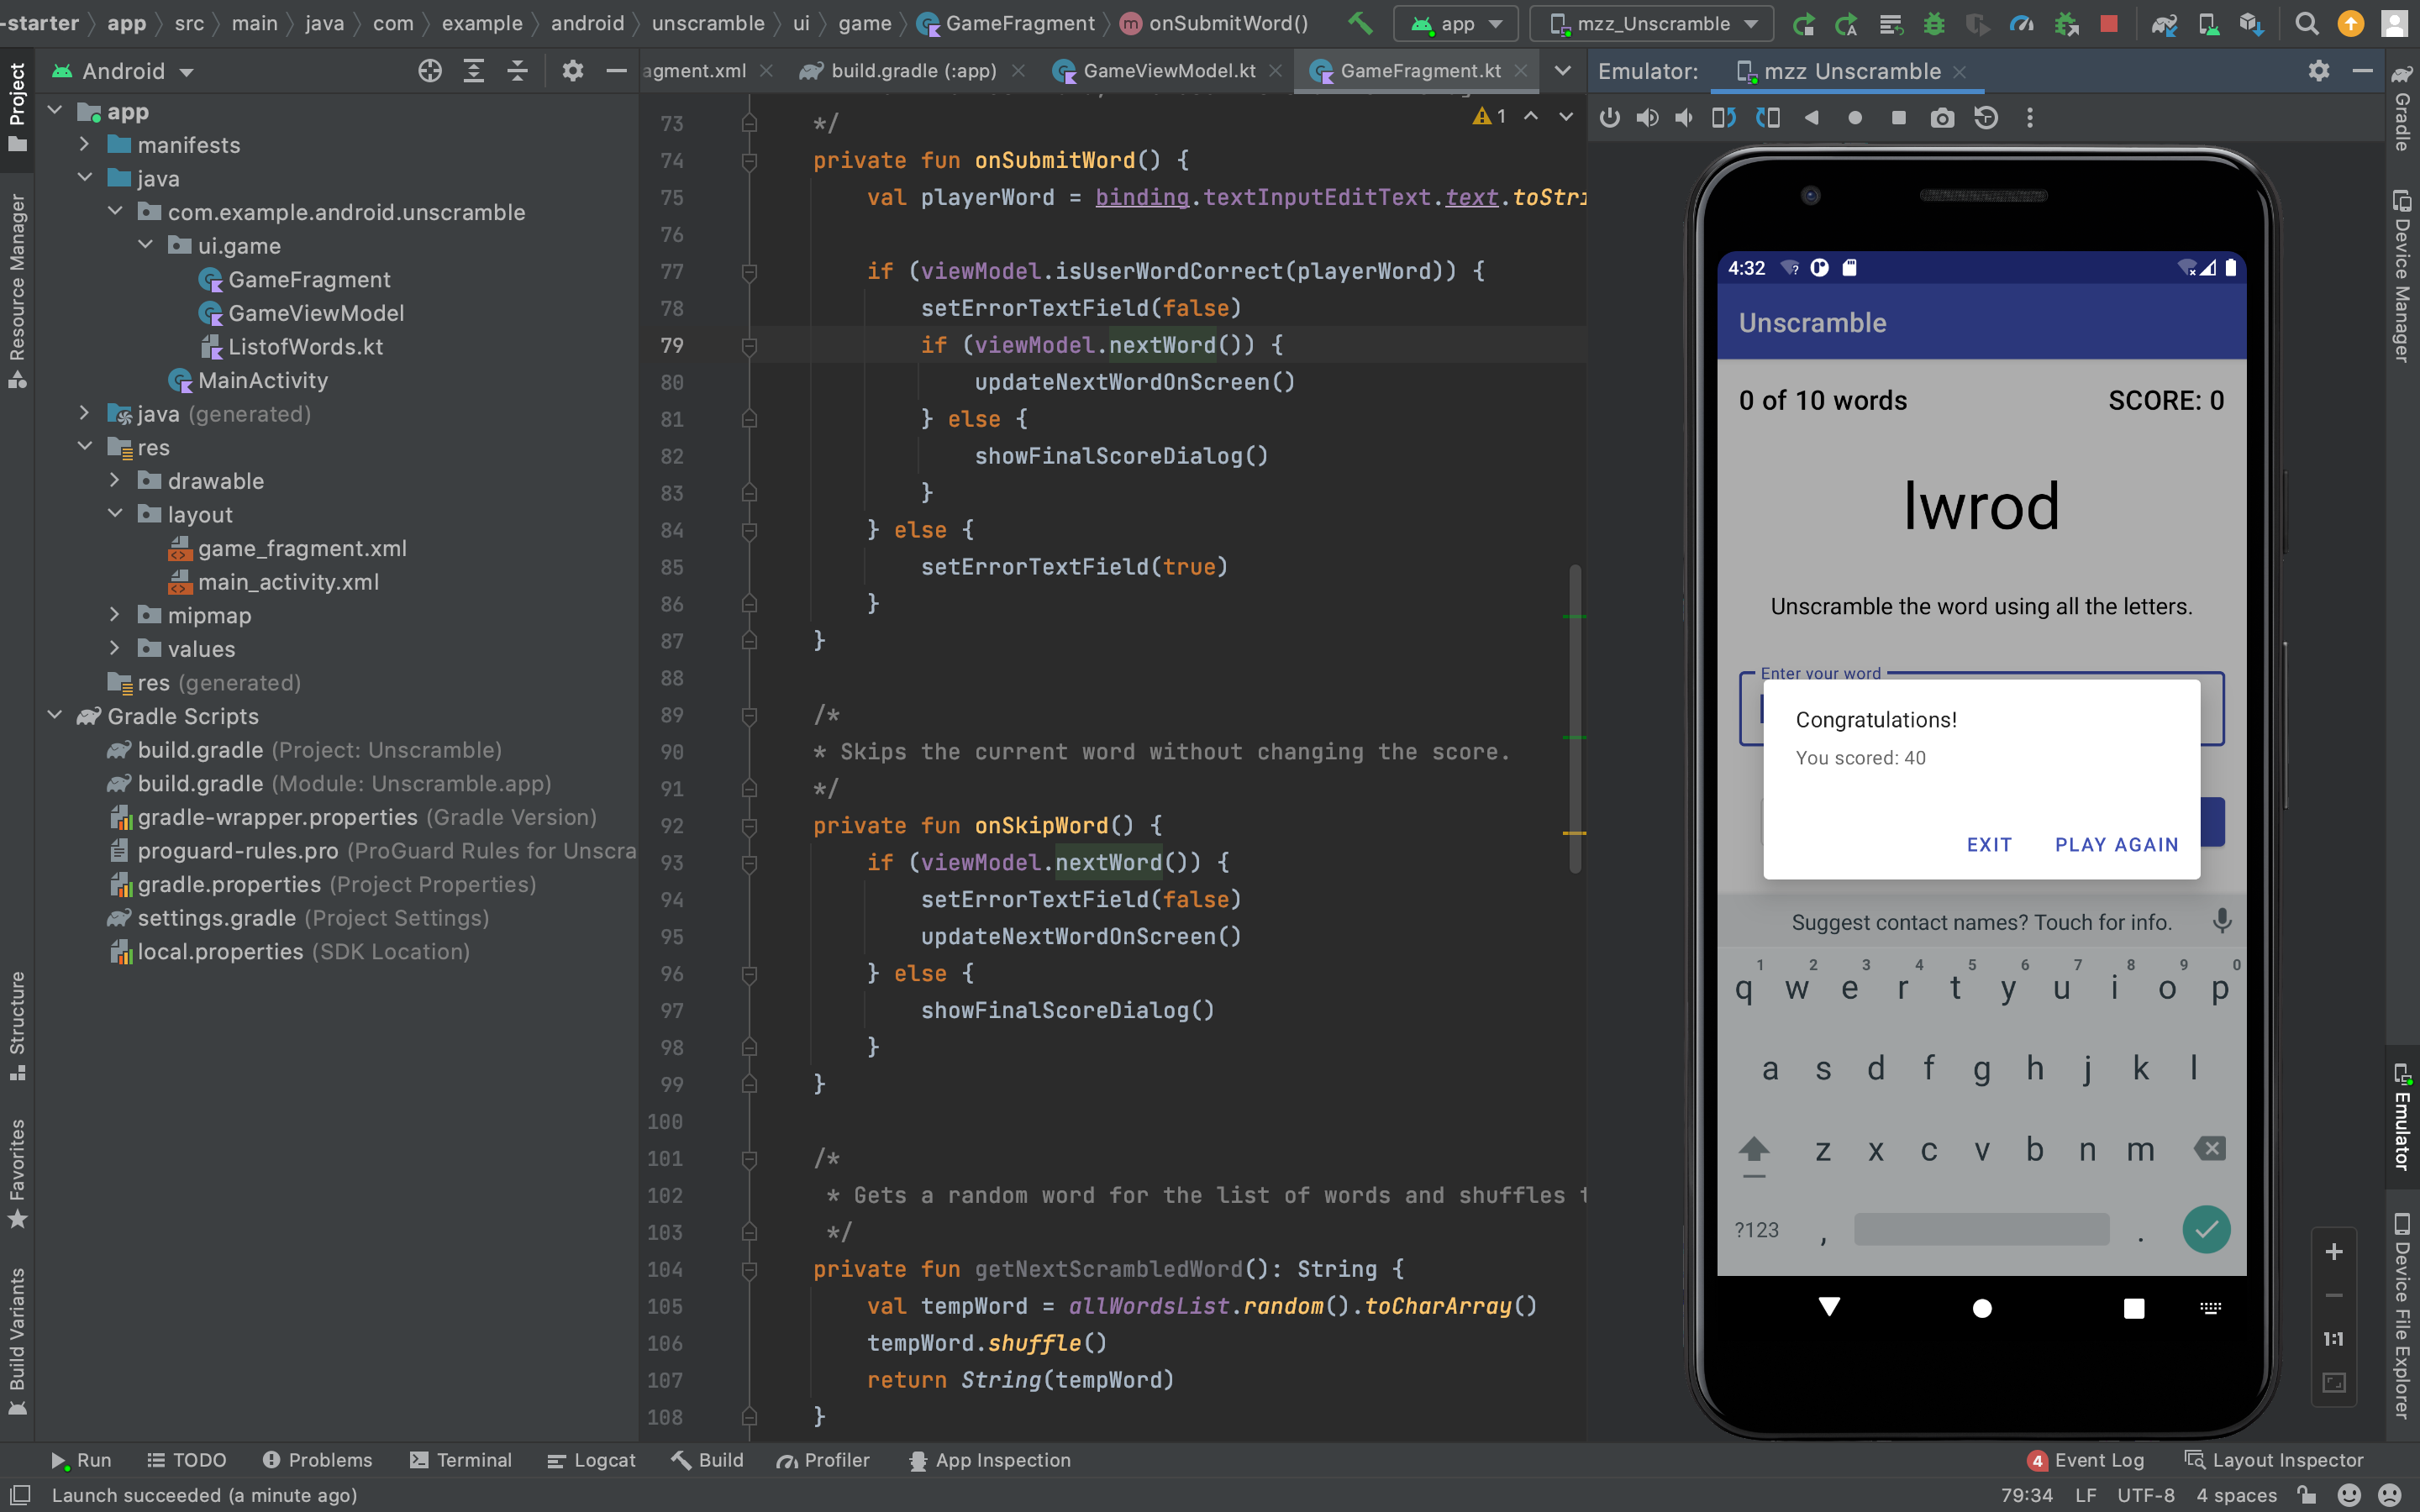 -starter app src main java com example android unscramble ui game GameFragment onSubmitWord()
app
mzz_Unscramble
Android
agment.xml
build.gradle (:app)
GameViewModel.kt
GameFragment.kt
Emulator:
mzz Unscramble
Project
Resource Manager
Structure
Favorites
Build Variants
app
manifests
java
com.example.android.unscramble
ui.game
GameFragment
GameViewModel
ListofWords.kt
MainActivity
java (generated)
res
drawable
layout
game_fragment.xml
main_activity.xml
mipmap
values
res (generated)
Gradle Scripts
build.gradle (Project: Unscramble)
build.gradle (Module: Unscramble.app)
gradle-wrapper.properties (Gradle Version)
proguard-rules.pro (ProGuard Rules for Unscra
gradle.properties (Project Properties)
settings.gradle (Project Settings)
local.properties (SDK Location)
1
73 */
74 private fun onSubmitWord() {
75 val playerWord = binding.textInputEditText.text.toStri
76
77 if (viewModel.isUserWordCorrect(playerWord)) {
78 setErrorTextField(false)
79 if (viewModel.nextWord()) {
80 updateNextWordOnScreen()
81 } else {
82 showFinalScoreDialog()
83 }
84 } else {
85 setErrorTextField(true)
86 }
87 }
88
89 /*
90 * Skips the current word without changing the score.
91 */
92 private fun onSkipWord() {
93 if (viewModel.nextWord()) {
94 setErrorTextField(false)
95 updateNextWordOnScreen()
96 } else {
97 showFinalScoreDialog()
98 }
99 }
100
101 /*
102 * Gets a random word for the list of words and shuffles t
103 */
104 private fun getNextScrambledWord(): String {
105 val tempWord = allWordsList.random().toCharArray()
106 tempWord.shuffle()
107 return String(tempWord)
108 }
4:32
Unscramble
0 of 10 words SCORE: 0
lwrod
Unscramble the word using all the letters.
Enter your word
Congratulations!
You scored: 40
EXIT PLAY AGAIN
Suggest contact names? Touch for info.
1 2 3 4 5 6 7 8 9 0
q w e r t y u i o p
a s d f g h j k l
z x c v b n m
?123 , .
1:1
Gradle
Device Manager
Emulator
Device File Explorer
Run TODO Problems Terminal Logcat Build Profiler App Inspection
4 Event Log Layout Inspector
Launch succeeded (a minute ago)
79:34 LF UTF-8 4 spaces